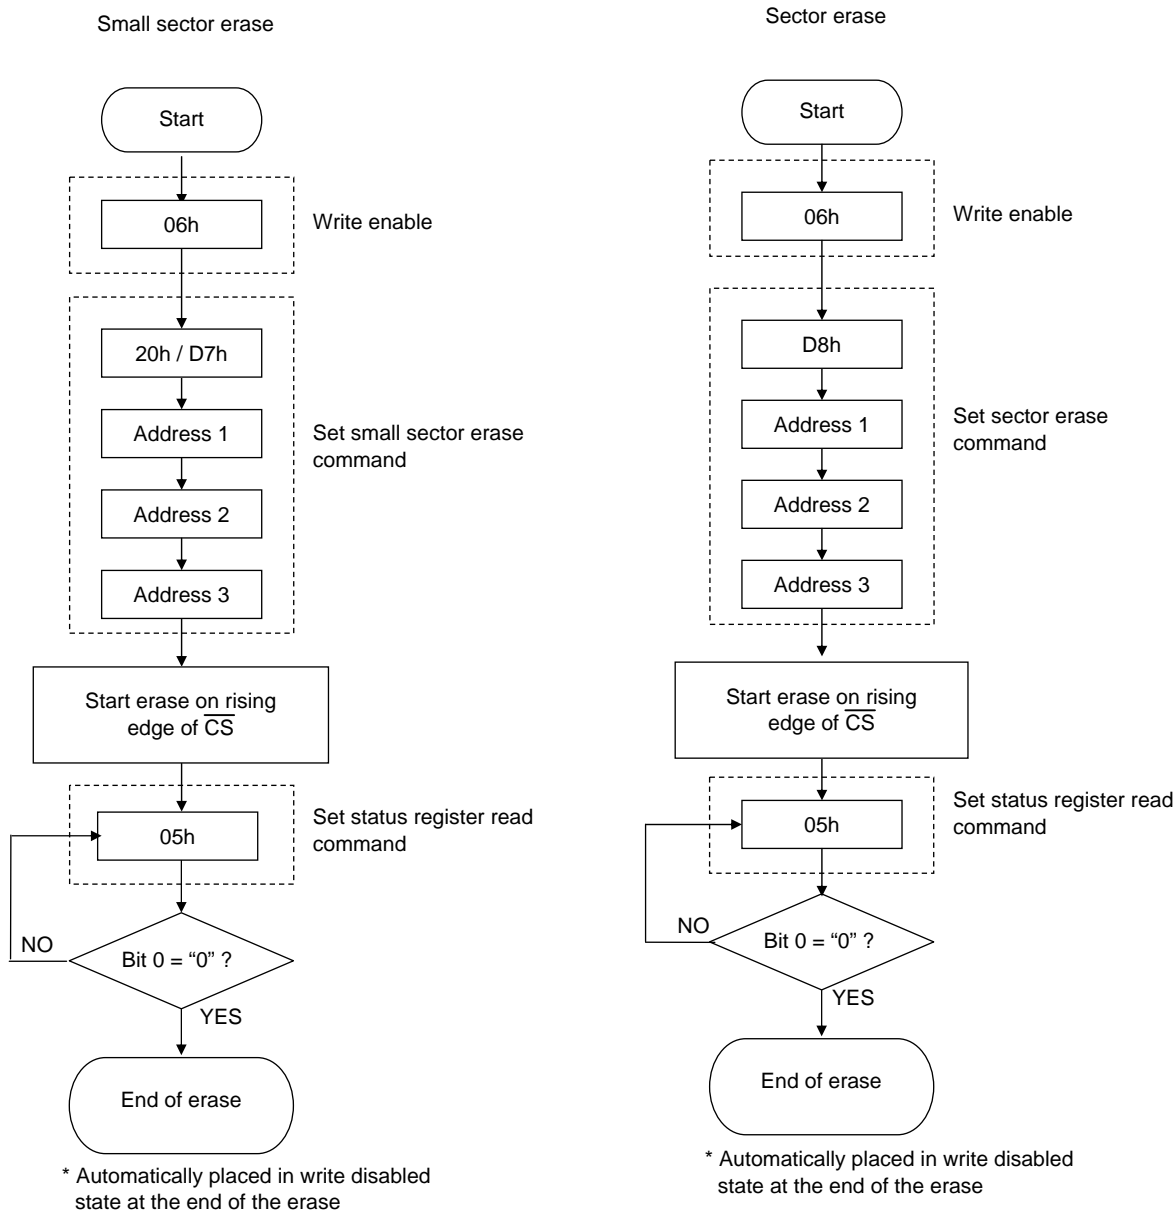 Small sector erase
Start
06h
Write enable
20h / D7h
Address 1
Set small sector erase
command
Address 2
Address 3
Start erase on rising
edge of C̅S̅
05h
Set status register read
command
NO
Bit 0 = “0” ?
YES
End of erase
* Automatically placed in write disabled
state at the end of the erase
Sector erase
Start
06h
Write enable
D8h
Address 1
Set sector erase
command
Address 2
Address 3
Start erase on rising
edge of C̅S̅
05h
Set status register read
command
NO
Bit 0 = “0” ?
YES
End of erase
* Automatically placed in write disabled
state at the end of the erase